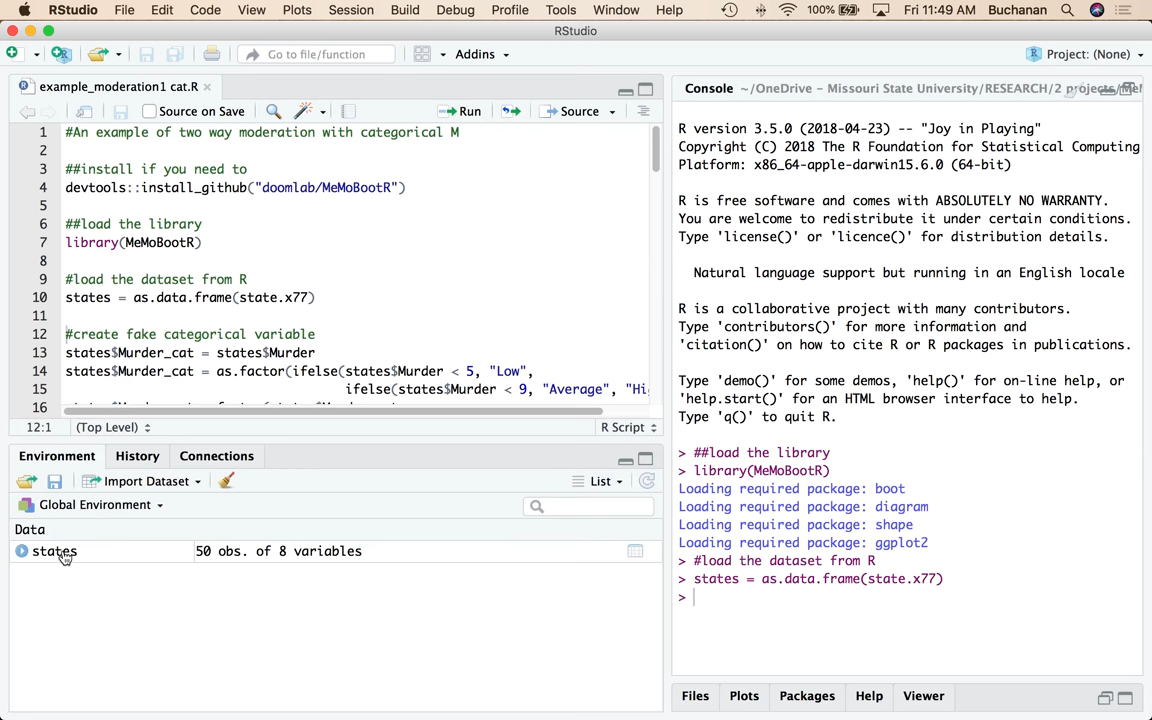 RStudio File Edit Code View Plots Session Build Debug Profile Tools Window Help 100% Fri 11:49 AM Buchanan
RStudio
Go to file/function Addins Project: (None)
example_moderation1 cat.R
Source on Save Run Source
1 #An example of two way moderation with categorical M
2
3 ##install if you need to
4 devtools::install_github("doomlab/MeMoBootR")
5
6 ##load the library
7 library(MeMoBootR)
8
9 #load the dataset from R
10 states = as.data.frame(state.x77)
11
12 #create fake categorical variable
13 states$Murder_cat = states$Murder
14 states$Murder_cat = as.factor(ifelse(states$Murder < 5, "Low",
15 ifelse(states$Murder < 9, "Average", "Hi
16
12:1 (Top Level) R Script
Environment History Connections
Import Dataset List
Global Environment
Data
states 50 obs. of 8 variables
Console ~/OneDrive - Missouri State University/RESEARCH/2 projects/
R version 3.5.0 (2018-04-23) -- "Joy in Playing"
Copyright (C) 2018 The R Foundation for Statistical Computing
Platform: x86_64-apple-darwin15.6.0 (64-bit)
R is free software and comes with ABSOLUTELY NO WARRANTY.
You are welcome to redistribute it under certain conditions.
Type 'license()' or 'licence()' for distribution details.
Natural language support but running in an English locale
R is a collaborative project with many contributors.
Type 'contributors()' for more information and
'citation()' on how to cite R or R packages in publications.
Type 'demo()' for some demos, 'help()' for on-line help, or
'help.start()' for an HTML browser interface to help.
Type 'q()' to quit R.
> ##load the library
> library(MeMoBootR)
Loading required package: boot
Loading required package: diagram
Loading required package: shape
Loading required package: ggplot2
> #load the dataset from R
> states = as.data.frame(state.x77)
>
Files Plots Packages Help Viewer